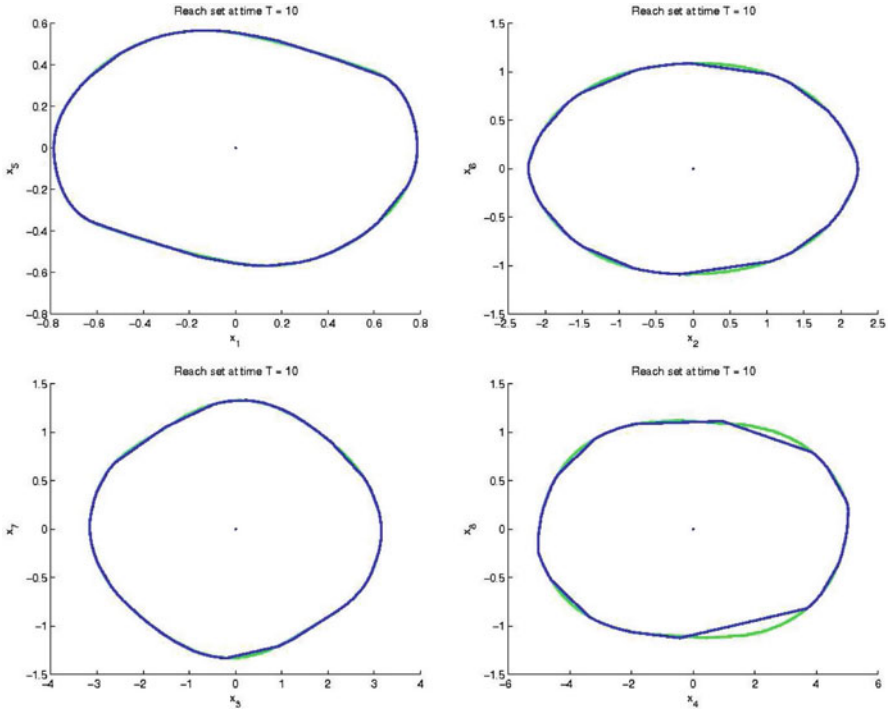 Reach set at time T = 10
0.6
0.4
0.2
0
−0.2
−0.4
−0.6
−0.8
x5
−0.8 −0.6 −0.4 −0.2 0 0.2 0.4 0.6 0.8
x1
Reach set at time T = 10
1.5
1
0.5
0
−0.5
−1
−1.5
x6
−2.5 −2 −1.5 −1 −0.5 0 0.5 1 1.5 2 2.5
x2
Reach set at time T = 10
1.5
1
0.5
0
−0.5
−1
−1.5
x7
−4 −3 −2 −1 0 1 2 3 4
x3
Reach set at time T = 10
1.5
1
0.5
0
−0.5
−1
−1.5
x8
−6 −4 −2 0 2 4 6
x4